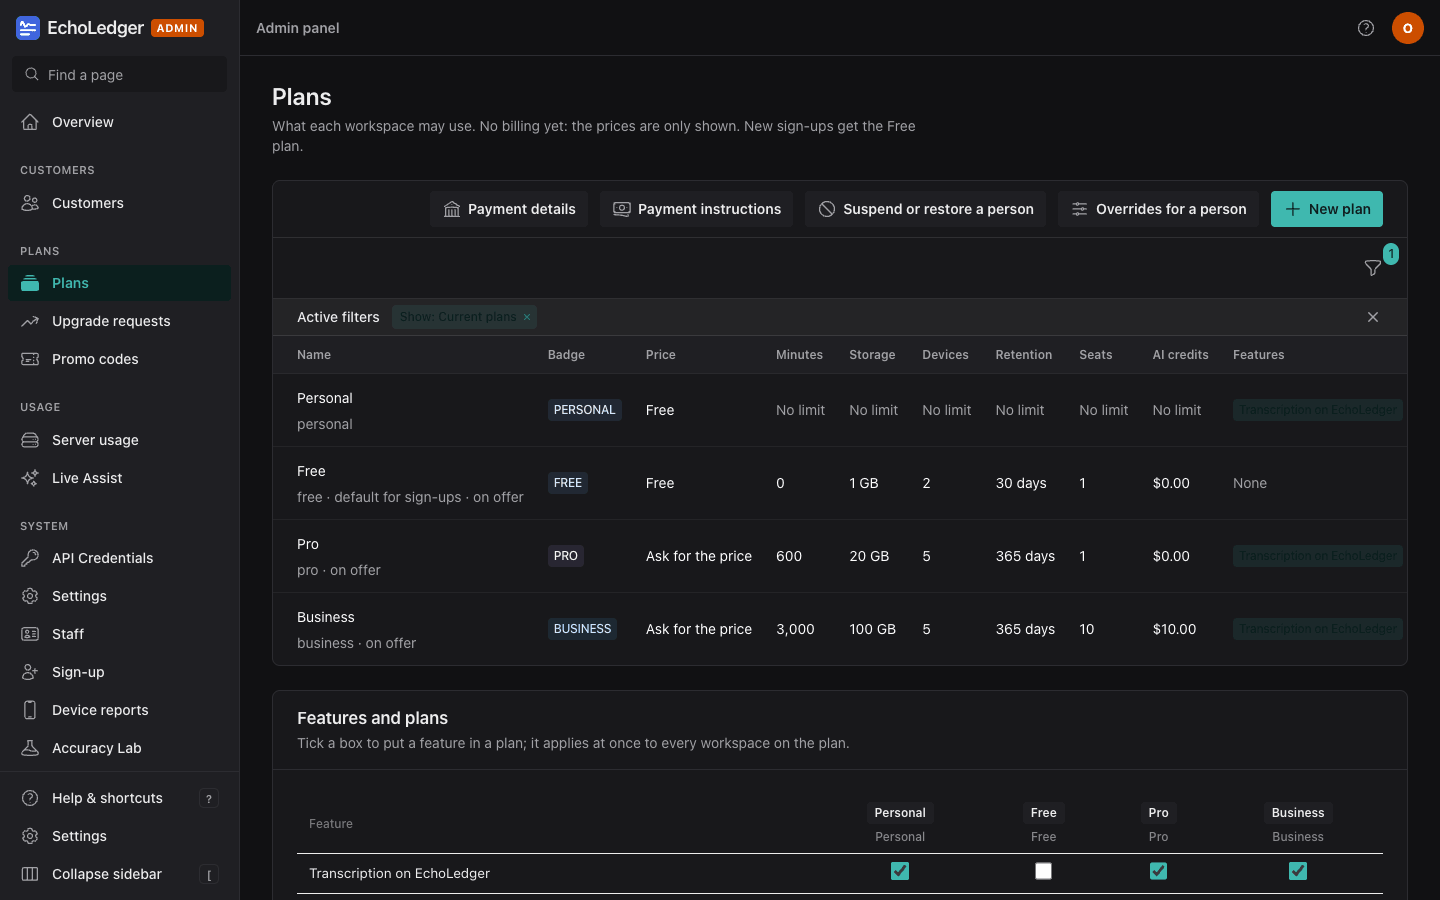 EchoLedger ADMIN
Find a page
Overview
CUSTOMERS
Customers
PLANS
Plans
Upgrade requests
Promo codes
USAGE
Server usage
Live Assist
SYSTEM
API Credentials
Settings
Staff
Sign-up
Device reports
Accuracy Lab
Help & shortcuts ?
Settings
Collapse sidebar [
Admin panel
O
Plans
What each workspace may use. No billing yet: the prices are only shown. New sign-ups get the Free
plan.
Payment details Payment instructions Suspend or restore a person Overrides for a person New plan
1
Active filters Show: Current plans ×
Name Badge Price Minutes Storage Devices Retention Seats AI credits Features
Personal
personal
PERSONAL Free No limit No limit No limit No limit No limit No limit Transcription on EchoLedger
Free
free · default for sign-ups · on offer
FREE Free 0 1 GB 2 30 days 1 $0.00 None
Pro
pro · on offer
PRO Ask for the price 600 20 GB 5 365 days 1 $0.00 Transcription on EchoLedger
Business
business · on offer
BUSINESS Ask for the price 3,000 100 GB 5 365 days 10 $10.00 Transcription on EchoLedger
Features and plans
Tick a box to put a feature in a plan; it applies at once to every workspace on the plan.
Feature
Personal Free Pro Business
Personal Free Pro Business
Transcription on EchoLedger